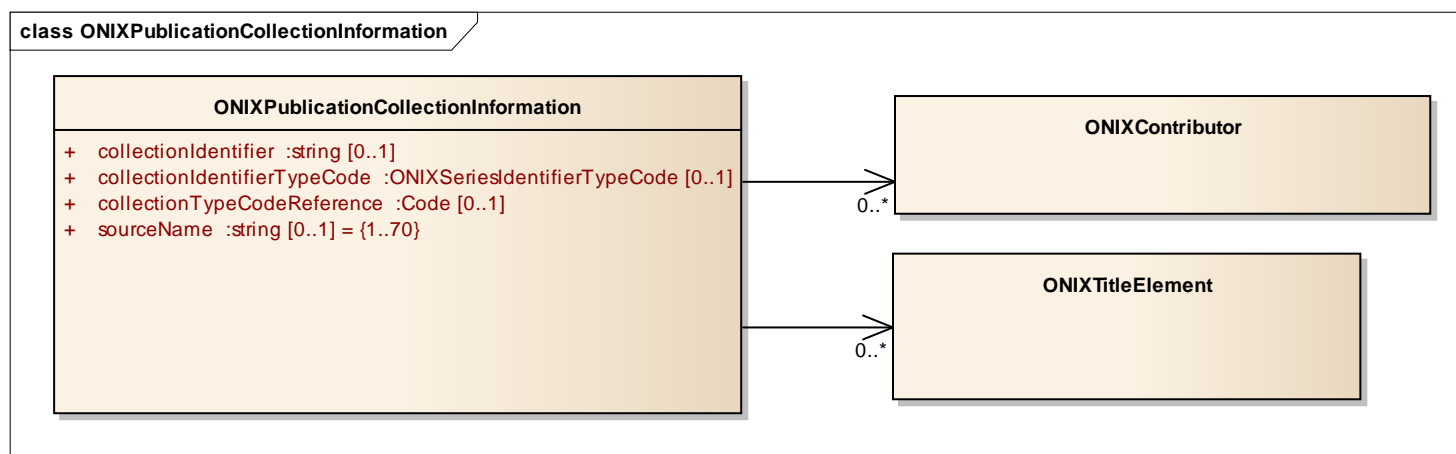 class ONIXPublicationCollectionInformation
ONIXPublicationCollectionInformation
+ collectionIdentifier :string [0..1]
+ collectionIdentifierTypeCode :ONIXSeriesIdentifierTypeCode [0..1]
+ collectionTypeCodeReference :Code [0..1]
+ sourceName :string [0..1] = {1..70}
ONIXContributor
0..*
ONIXTitleElement
0..*